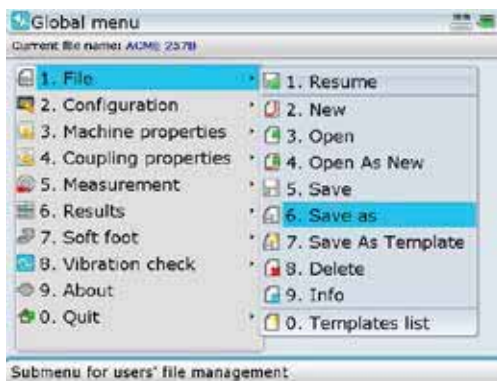 Global menu
Current file name: ACME 2578
1. File
2. Configuration
3. Machine properties
4. Coupling properties
5. Measurement
6. Results
7. Soft foot
8. Vibration check
9. About
0. Quit
1. Resume
2. New
3. Open
4. Open As New
5. Save
6. Save as
7. Save As Template
8. Delete
9. Info
0. Templates list
Submenu for users' file management